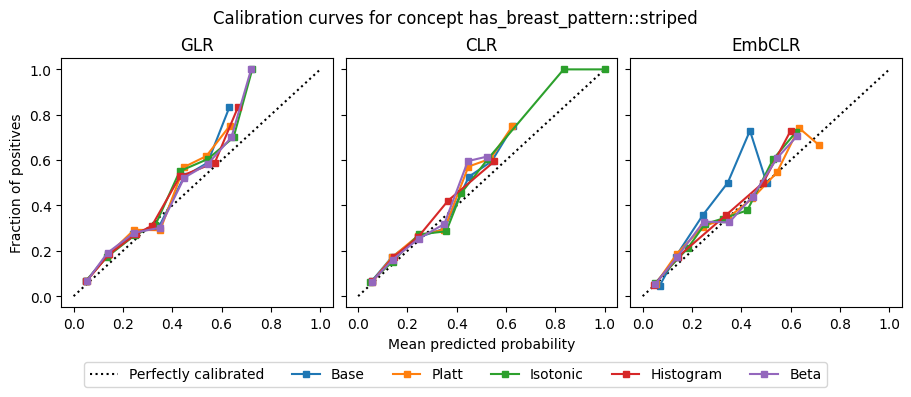 Calibration curves for concept has_breast_pattern::striped
GLR
CLR
EmbCLR
Fraction of positives
1.0
0.8
0.6
0.4
0.2
0.0
0.0 0.2 0.4 0.6 0.8 1.0
0.0 0.2 0.4 0.6 0.8 1.0
0.0 0.2 0.4 0.6 0.8 1.0
Mean predicted probability
Perfectly calibrated Base Platt Isotonic Histogram Beta